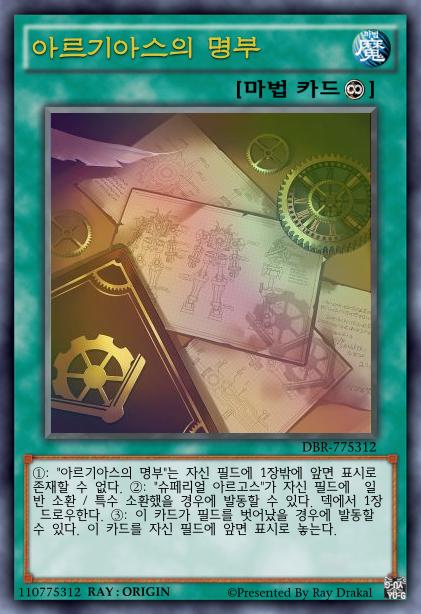 아르기아스의 명부
마법
魔
[마법 카드♾]
DBR-775312
①: "아르기아스의 명부"는 자신 필드에 1장밖에 앞면 표시로
존재할 수 없다. ②: "슈페리얼 아르고스"가 자신 필드에 일
반 소환 / 특수 소환했을 경우에 발동할 수 있다. 덱에서 1장
드로우한다. ③: 이 카드가 필드를 벗어났을 경우에 발동할
수 있다. 이 카드를 자신 필드에 앞면 표시로 놓는다.
110775312 RAY : ORIGIN ©Presented By Ray Drakal